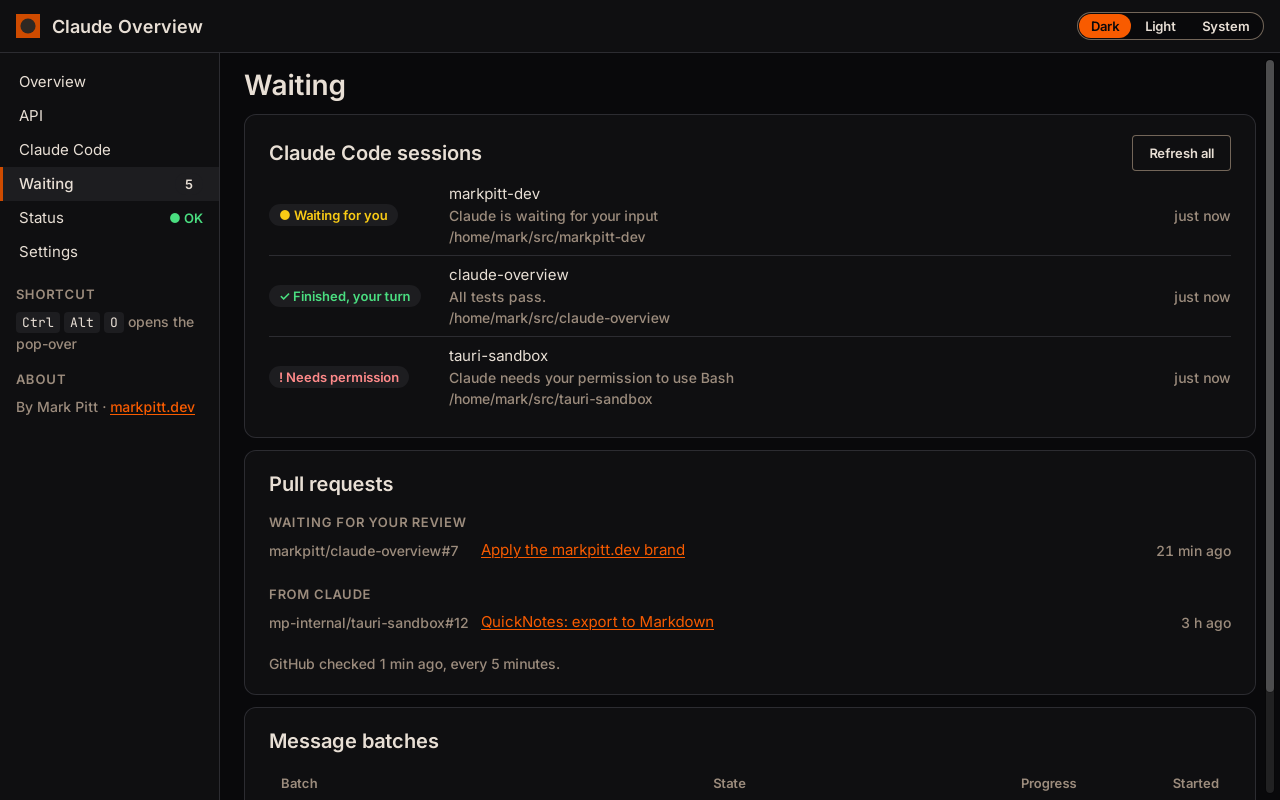 Claude Overview
Dark Light System
Overview
API
Claude Code
Waiting 5
Status OK
Settings
SHORTCUT
Ctrl Alt O opens the
pop-over
ABOUT
By Mark Pitt · markpitt.dev
Waiting
Claude Code sessions
Refresh all
Waiting for you
markpitt-dev
Claude is waiting for your input
/home/mark/src/markpitt-dev
just now
✓ Finished, your turn
claude-overview
All tests pass.
/home/mark/src/claude-overview
just now
! Needs permission
tauri-sandbox
Claude needs your permission to use Bash
/home/mark/src/tauri-sandbox
just now
Pull requests
WAITING FOR YOUR REVIEW
markpitt/claude-overview#7 Apply the markpitt.dev brand 21 min ago
FROM CLAUDE
mp-internal/tauri-sandbox#12 QuickNotes: export to Markdown 3 h ago
GitHub checked 1 min ago, every 5 minutes.
Message batches
Batch State Progress Started